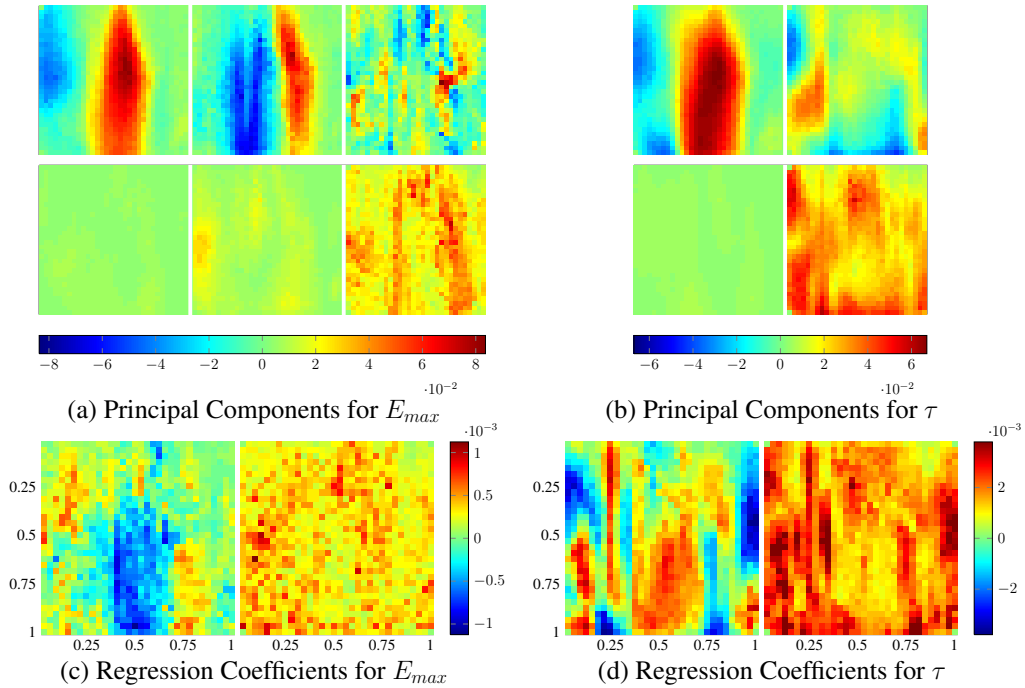 −8 −6 −4 −2 0 2 4 6 8
·10−2
−6 −4 −2 0 2 4 6
·10−2
(a) Principal Components for Emax
(b) Principal Components for τ
·10−3
1
0.5
0
−0.5
−1
0.25
0.5
0.75
1
0.25 0.5 0.75 1 0.25 0.5 0.75 1
·10−3
2
0
−2
0.25
0.5
0.75
1
0.25 0.5 0.75 1 0.25 0.5 0.75 1
(c) Regression Coefficients for Emax
(d) Regression Coefficients for τ